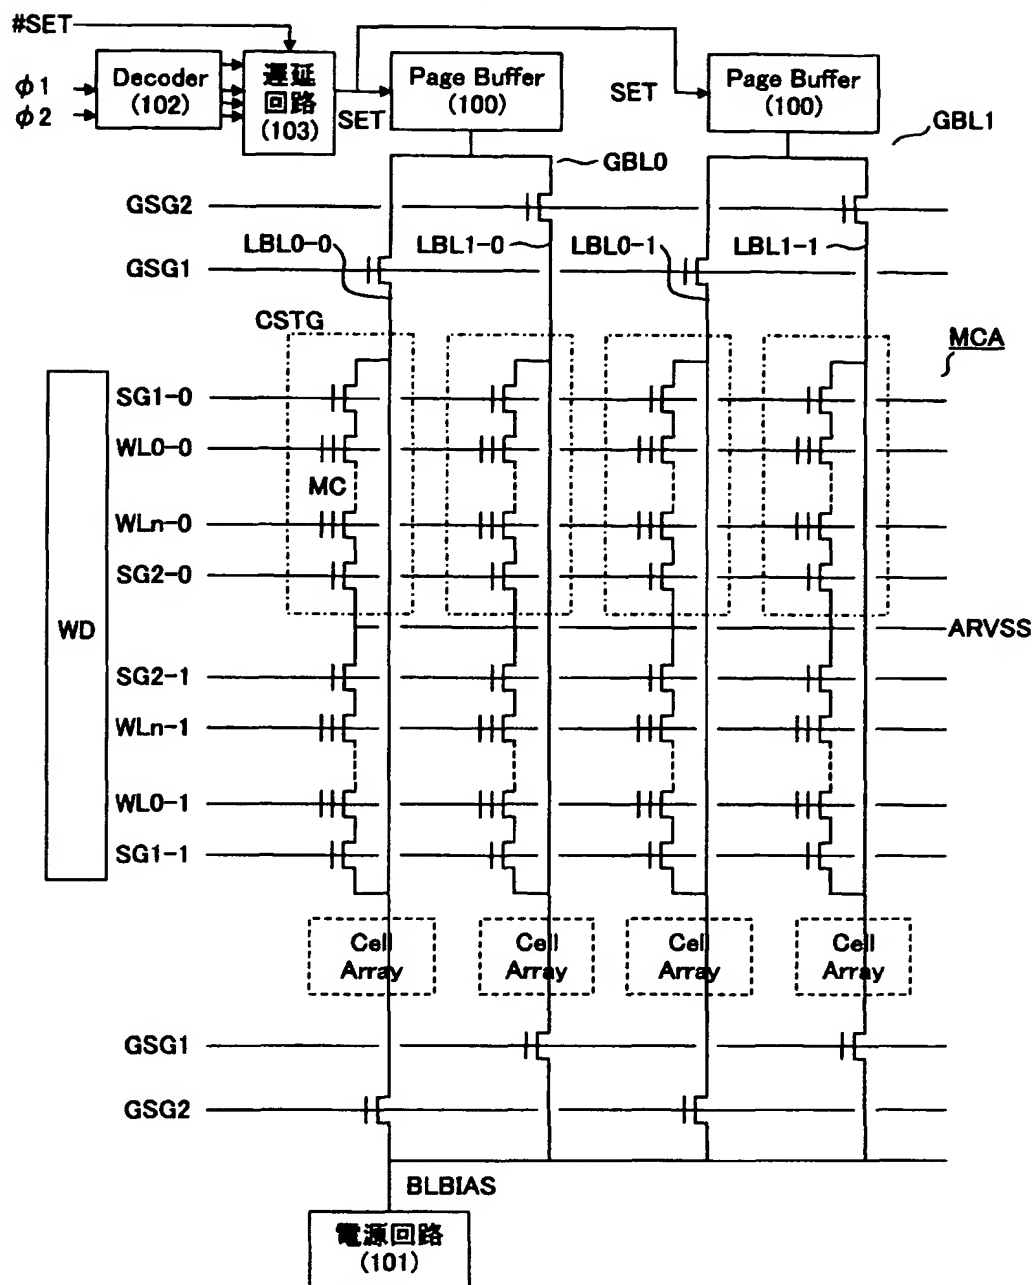 #SET
φ1
φ2
Decoder
(102)
遅延
回路
(103)
SET
Page Buffer
(100)
SET
Page Buffer
(100)
GBL0
GBL1
GSG2
LBL0-0
LBL1-0
LBL0-1
LBL1-1
GSG1
CSTG
MCA
WD
SG1-0
WL0-0
MC
WLn-0
SG2-0
ARVSS
SG2-1
WLn-1
WL0-1
SG1-1
Cell
Array
Cell
Array
Cell
Array
Cell
Array
GSG1
GSG2
BLBIAS
電源回路
(101)